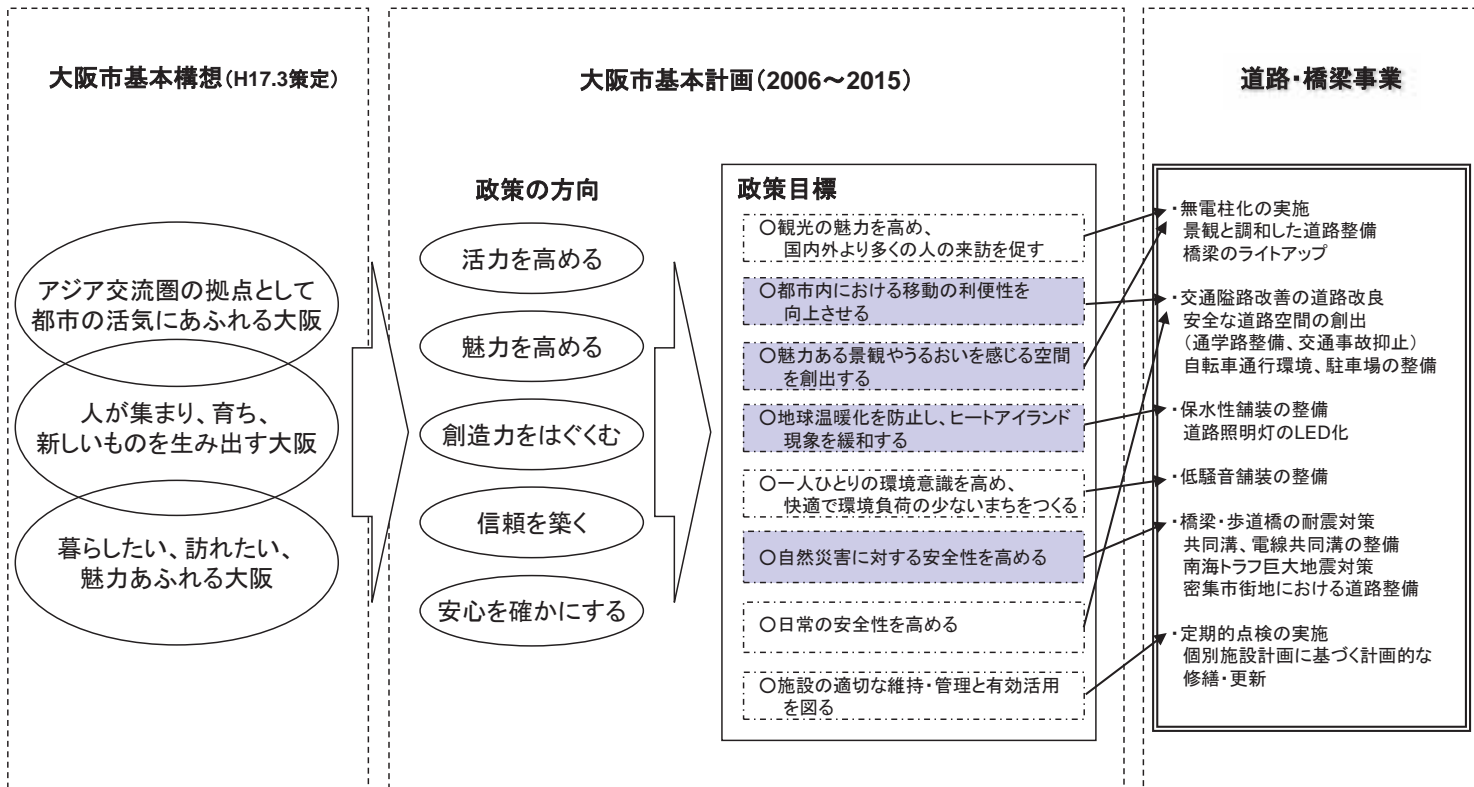 大阪市基本構想(H17.3策定)
アジア交流圏の拠点として
都市の活気にあふれる大阪
人が集まり、育ち、
新しいものを生み出す大阪
暮らしたい、訪れたい、
魅力あふれる大阪
大阪市基本計画(2006～2015)
政策の方向
活力を高める
魅力を高める
創造力をはぐくむ
信頼を築く
安心を確かにする
政策目標
○観光の魅力を高め、
国内外より多くの人の来訪を促す
○都市内における移動の利便性を
向上させる
○魅力ある景観やうるおいを感じる空間
を創出する
○地球温暖化を防止し、ヒートアイランド
現象を緩和する
○一人ひとりの環境意識を高め、
快適で環境負荷の少ないまちをつくる
○自然災害に対する安全性を高める
○日常の安全性を高める
○施設の適切な維持・管理と有効活用
を図る
道路・橋梁事業
・無電柱化の実施
景観と調和した道路整備
橋梁のライトアップ
・交通隘路改善の道路改良
安全な道路空間の創出
(通学路整備、交通事故抑止)
自転車通行環境、駐車場の整備
・保水性舗装の整備
道路照明灯のLED化
・低騒音舗装の整備
・橋梁・歩道橋の耐震対策
共同溝、電線共同溝の整備
南海トラフ巨大地震対策
密集市街地における道路整備
・定期的点検の実施
個別施設計画に基づく計画的な
修繕・更新